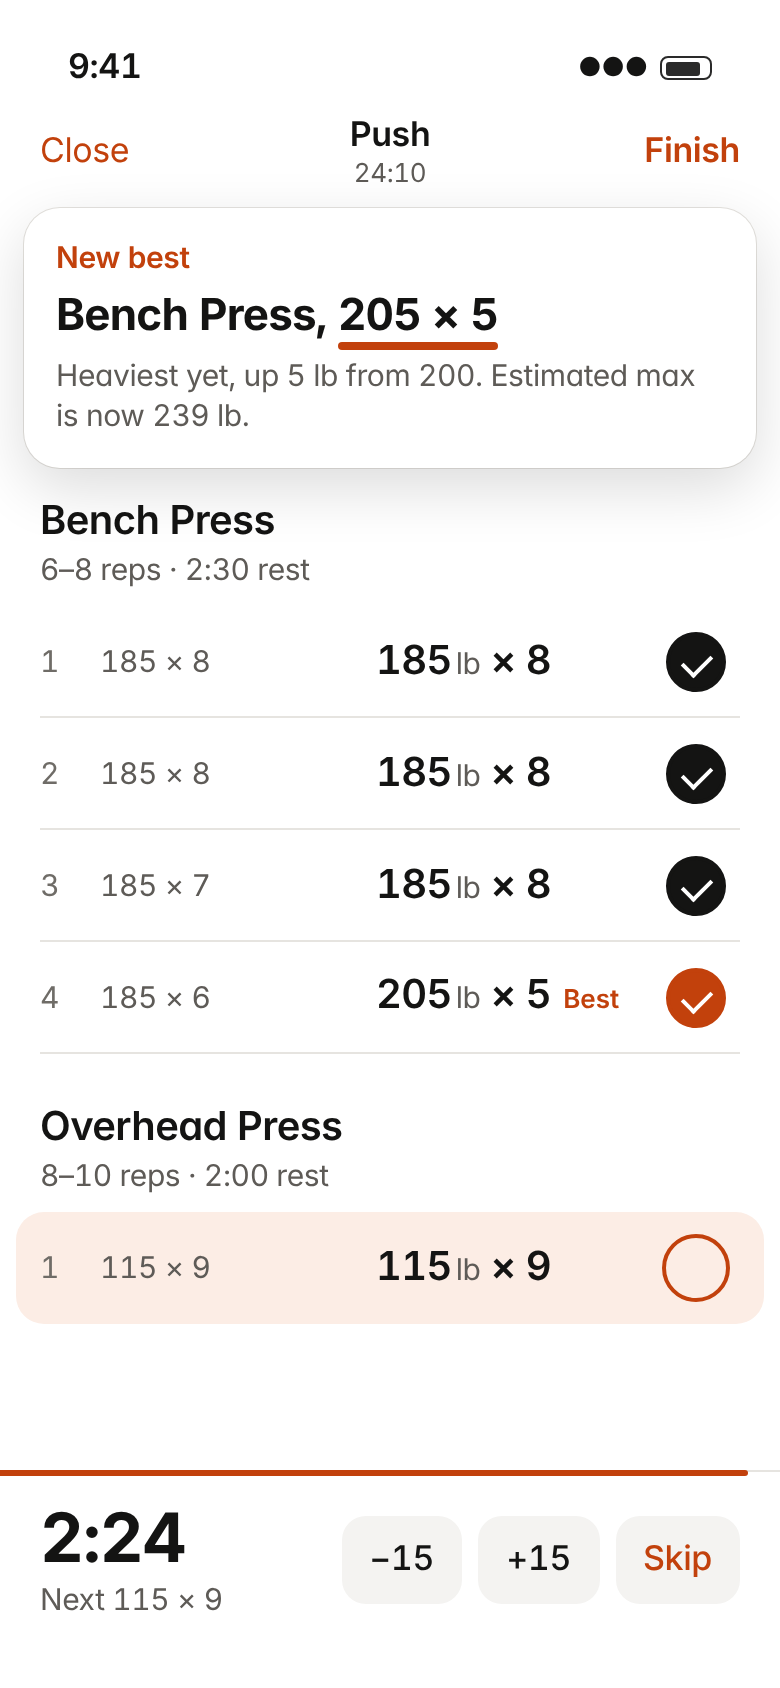 9:41
Close
Push
24:10
Finish
New best
Bench Press, 205 × 5
Heaviest yet, up 5 lb from 200. Estimated max
is now 239 lb.
Bench Press
6–8 reps · 2:30 rest
1 185 × 8 185 lb × 8
2 185 × 8 185 lb × 8
3 185 × 7 185 lb × 8
4 185 × 6 205 lb × 5 Best
Overhead Press
8–10 reps · 2:00 rest
1 115 × 9 115 lb × 9
2:24
Next 115 × 9
−15
+15
Skip